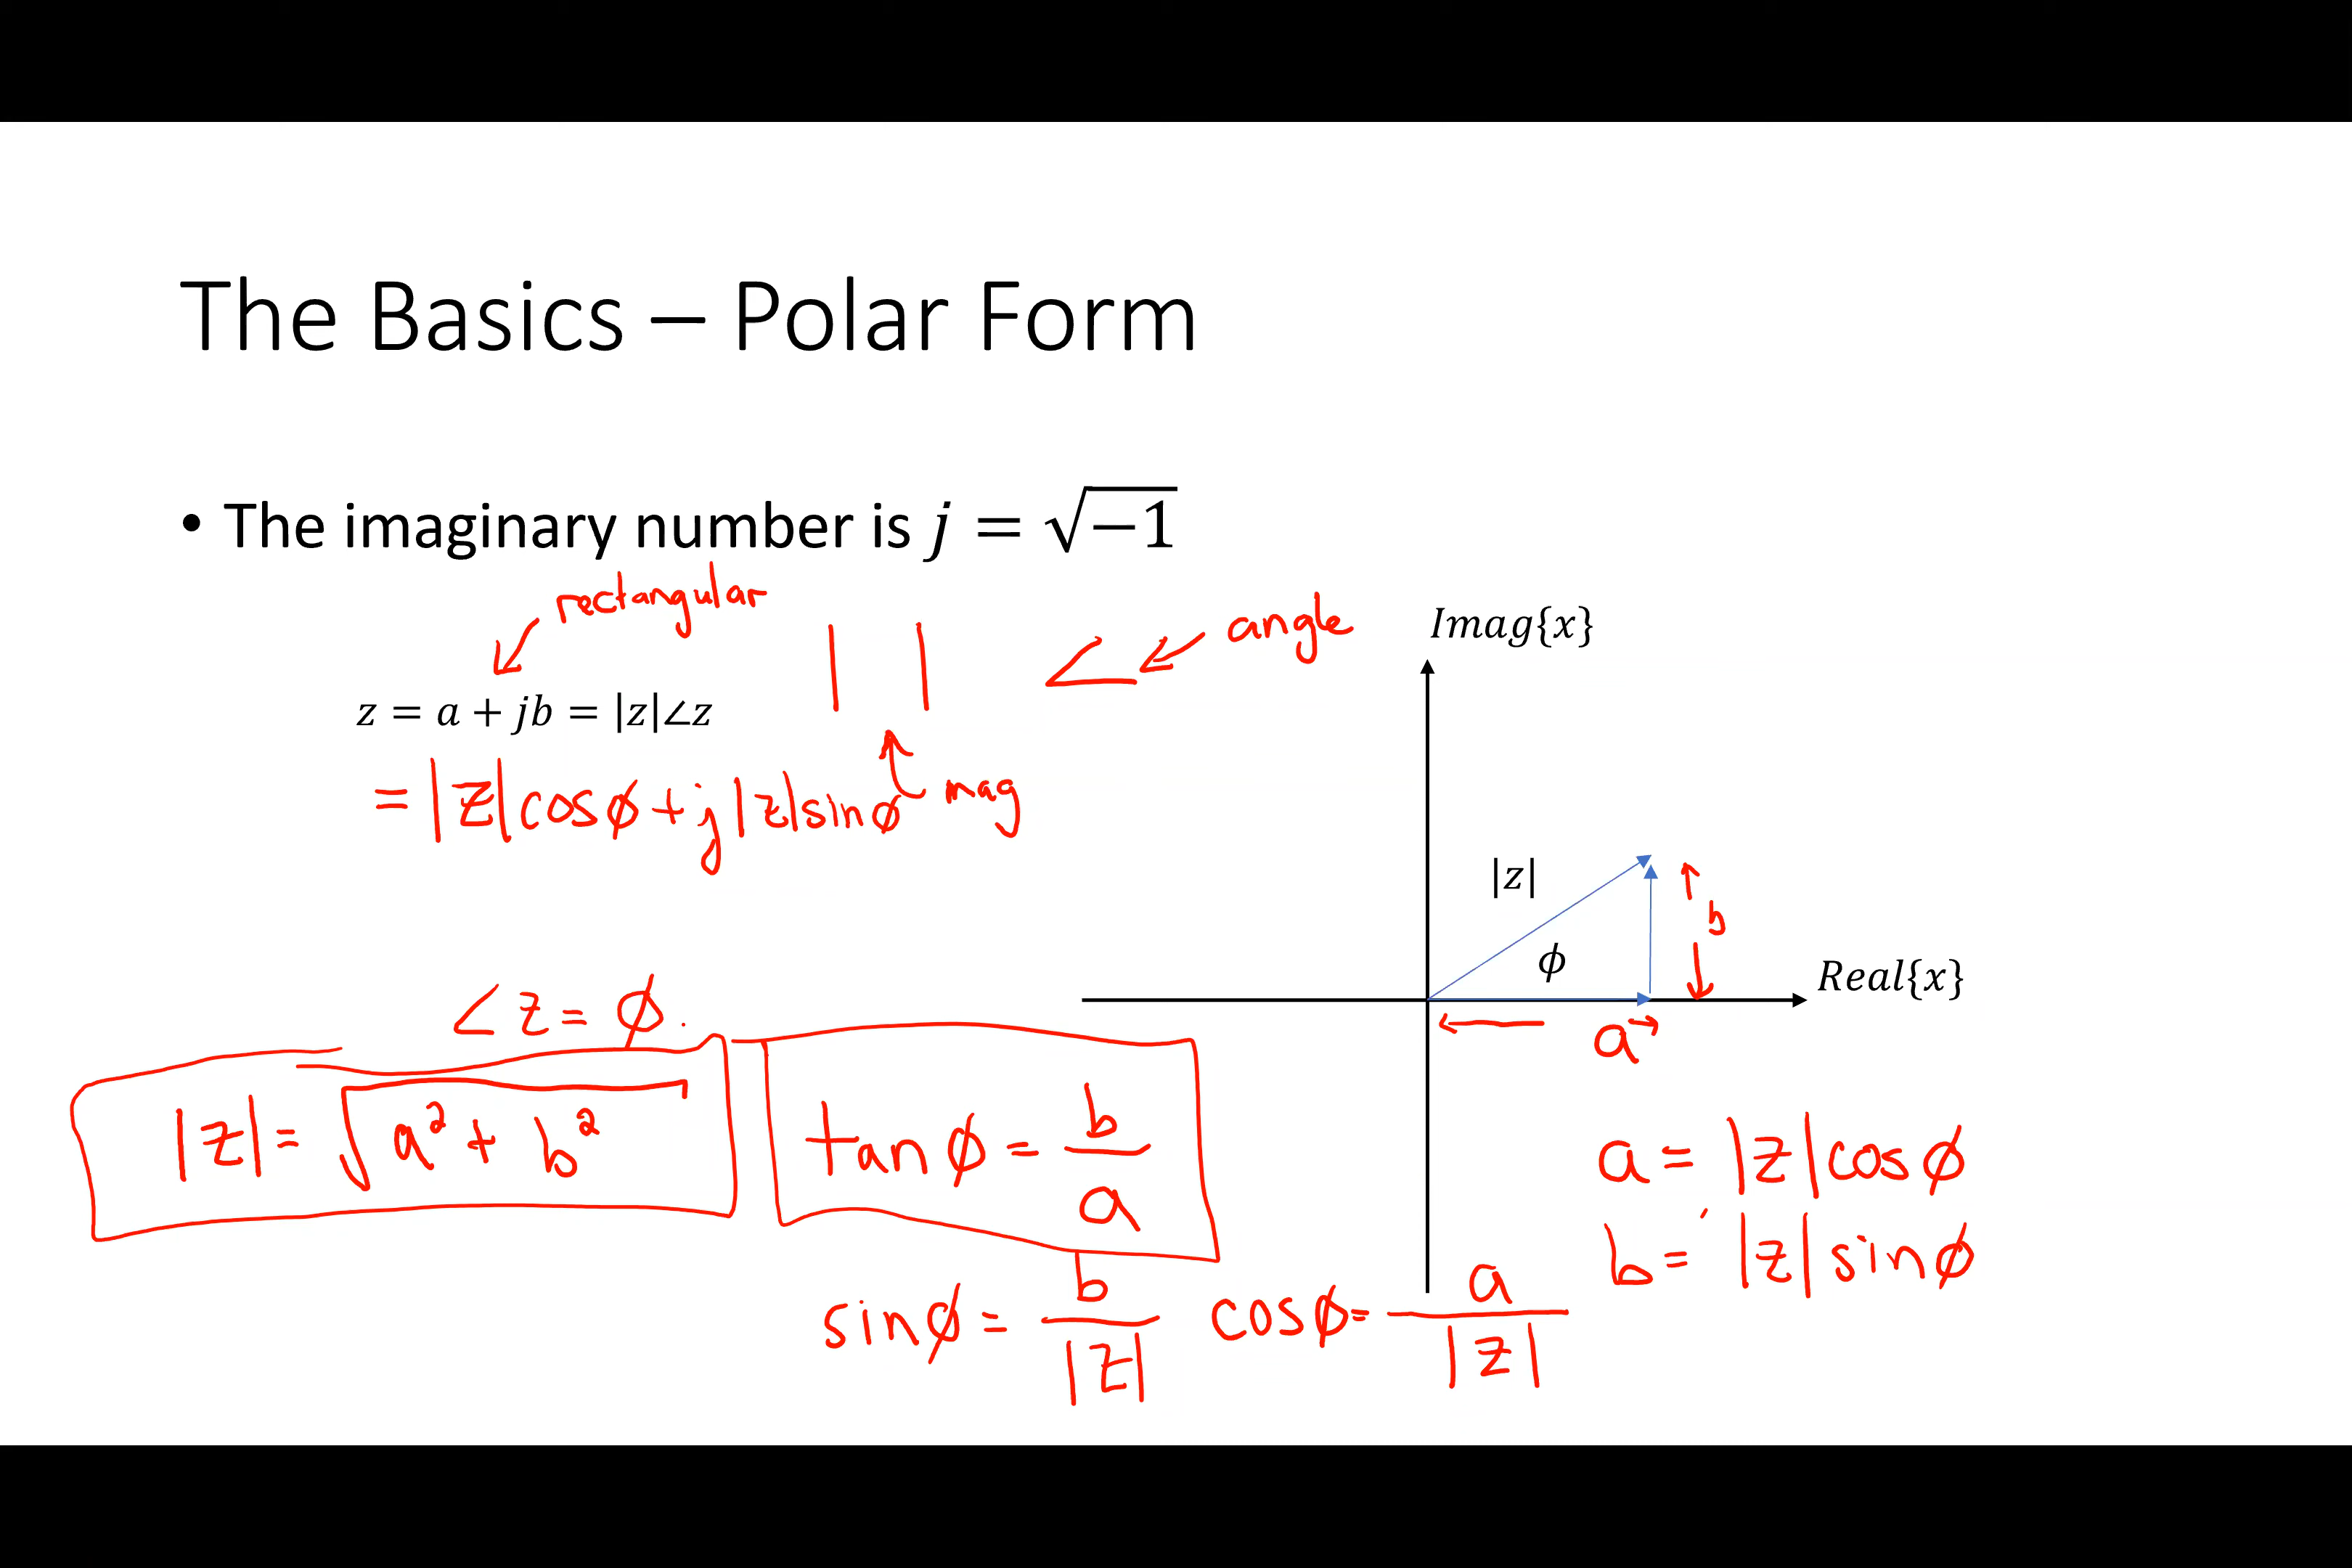 The Basics – Polar Form
• The imaginary number is j = √−1
rectangular
| | ∠ angle
z = a + jb = |z|∠z
= |z| cos ϕ + j |z| sin ϕ
mag
Imag{x}
|z|
b
ϕ
Real{x}
a
∠ z = ϕ.
|z| = √a² + b²
tan ϕ = b/a
a = |z| cos ϕ
b = |z| sin ϕ
sin ϕ = b/|z| cos ϕ = a/|z|